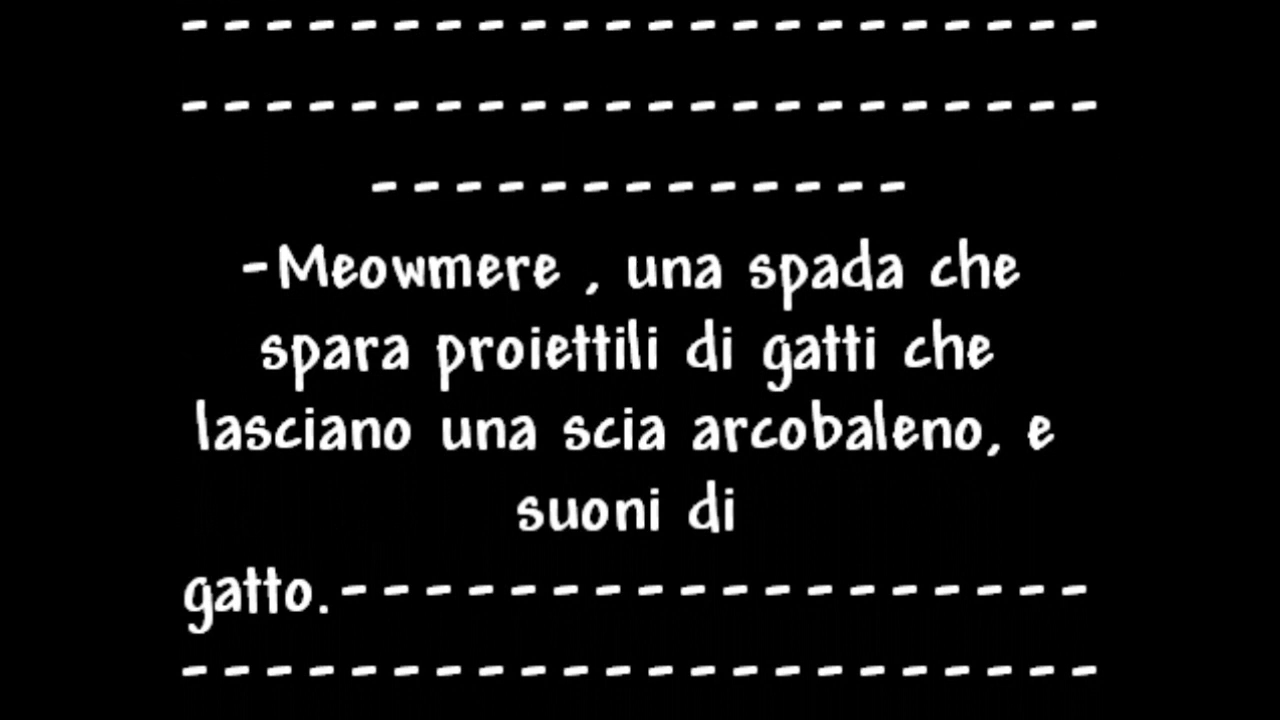 - - - - - - - - - - - - - - - - - - - - - -
- - - - - - - - - - - - - - - - - - - - - -
- - - - - - - - - - - - -
-Meowmere , una spada che
spara proiettili di gatti che
lasciano una scia arcobaleno, e
suoni di
gatto.- - - - - - - - - - - - - - - - - -
- - - - - - - - - - - - - - - - - - - - - -